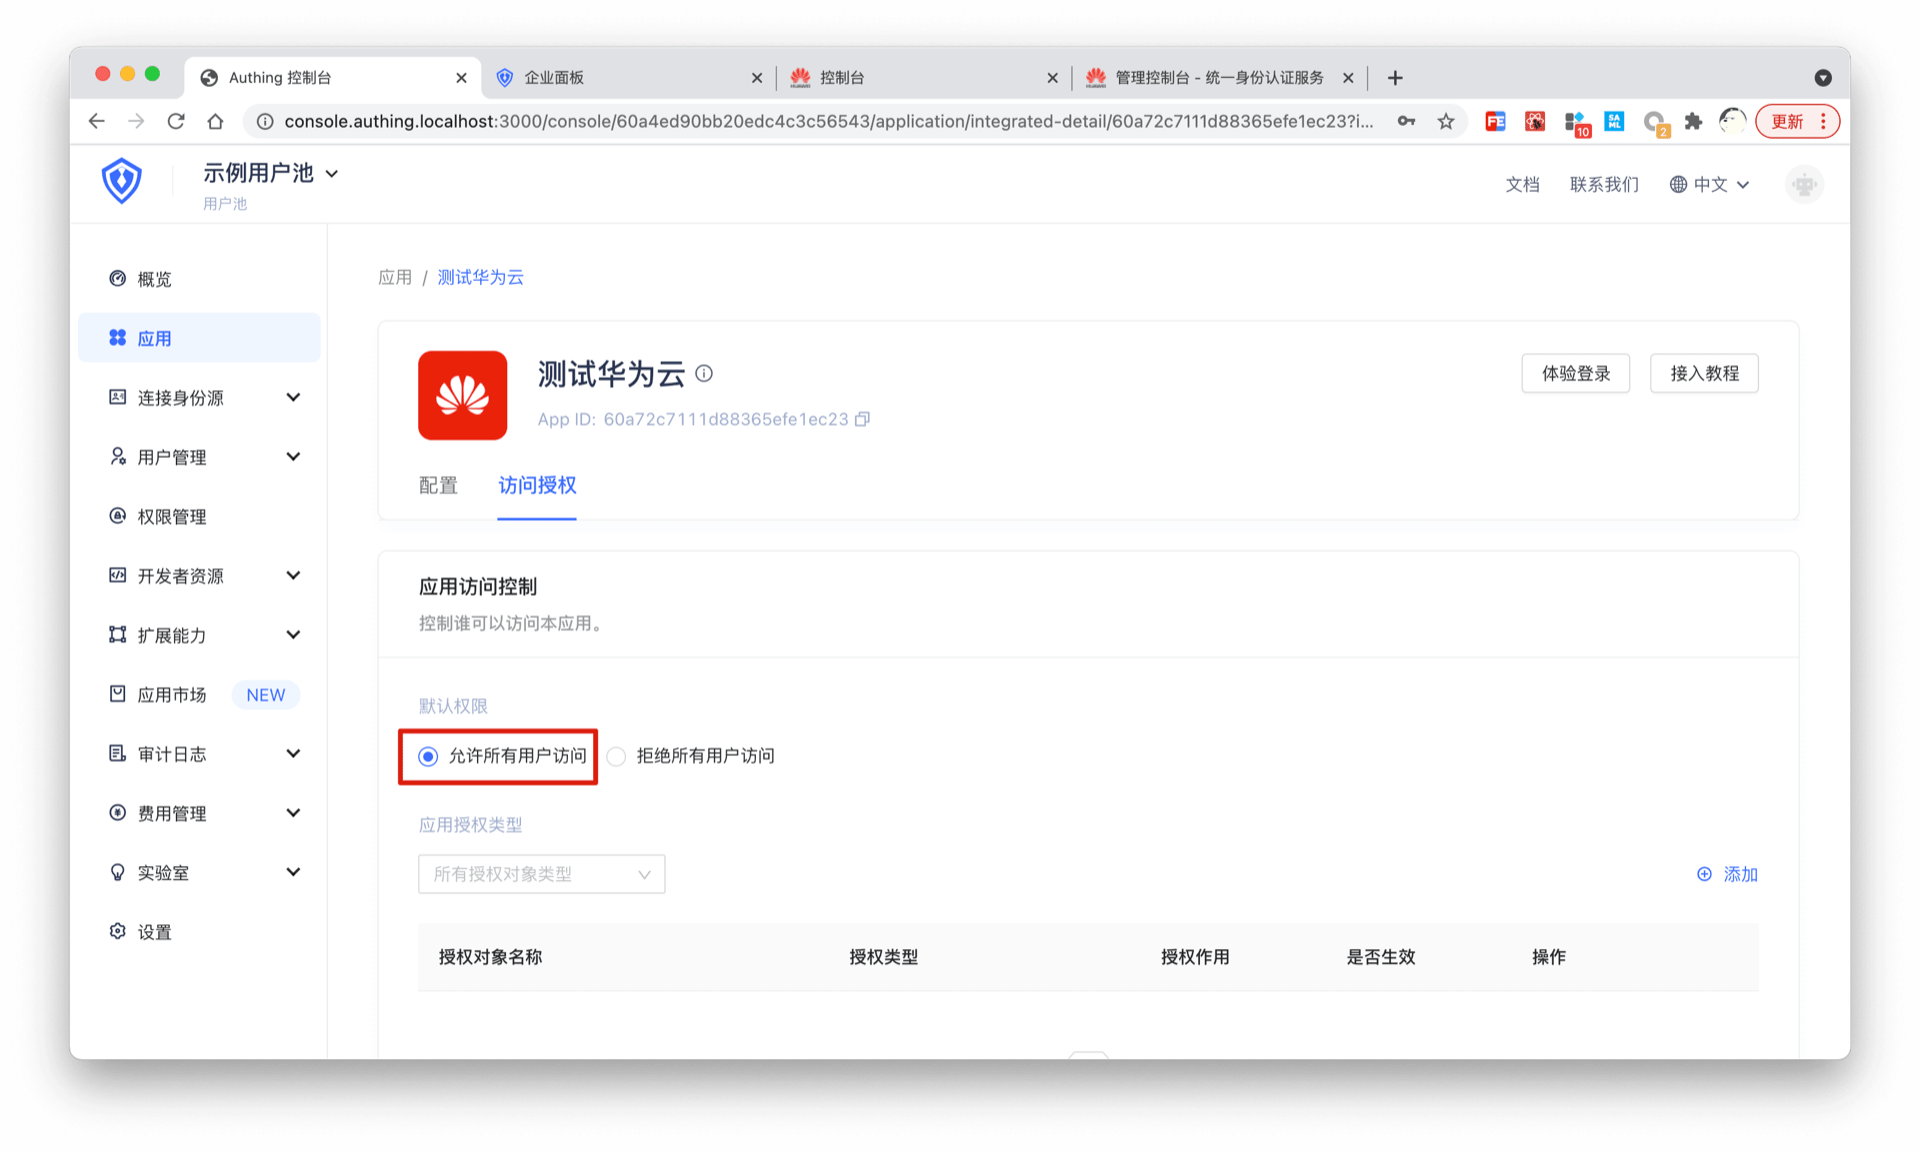 Authing 控制台
企业面板
控制台
管理控制台 - 统一身份认证服务
console.authing.localhost:3000/console/60a4ed90bb20edc4c3c56543/application/integrated-detail/60a72c7111d88365efe1ec23?i...
FE
10
SA
ML
2
更新
示例用户池
用户池
文档
联系我们
中文
概览
应用
连接身份源
用户管理
权限管理
开发者资源
扩展能力
应用市场
NEW
审计日志
费用管理
实验室
设置
应用 / 测试华为云
测试华为云
App ID: 60a72c7111d88365efe1ec23
体验登录
接入教程
配置
访问授权
应用访问控制
控制谁可以访问本应用。
默认权限
允许所有用户访问
拒绝所有用户访问
应用授权类型
所有授权对象类型
添加
授权对象名称
授权类型
授权作用
是否生效
操作